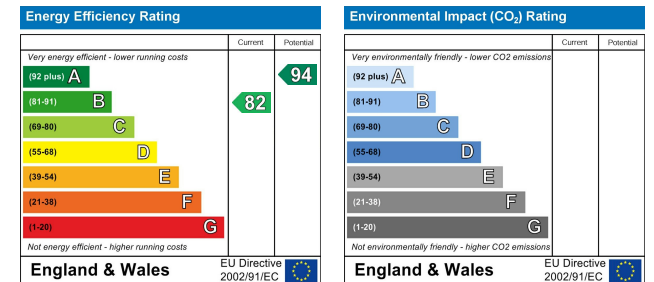 Energy Efficiency Rating
Current Potential
Very energy efficient - lower running costs
(92 plus) A
94
(81-91) B
82
(69-80) C
(55-68) D
(39-54) E
(21-38) F
(1-20) G
Not energy efficient - higher running costs
England & Wales
EU Directive
2002/91/EC
Environmental Impact (CO₂) Rating
Current Potential
Very environmentally friendly - lower CO2 emissions
(92 plus) A
(81-91) B
(69-80) C
(55-68) D
(39-54) E
(21-38) F
(1-20) G
Not environmentally friendly - higher CO2 emissions
England & Wales
EU Directive
2002/91/EC